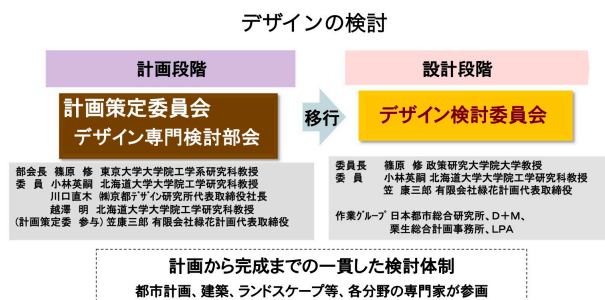 デザインの検討
計画段階
計画策定委員会
デザイン専門検討部会
部会長 篠原 修 東京大学大学院工学系研究科教授
委 員 小林英嗣 北海道大学大学院工学研究科教授
川口直木 ㈱京都デザイン研究所代表取締役社長
越澤 明 北海道大学大学院工学研究科教授
(計画策定委 参与) 笠康三郎 有限会社緑花計画代表取締役
移行
設計段階
デザイン検討委員会
委員長 篠原 修 政策研究大学院大学教授
委 員 小林英嗣 北海道大学大学院工学研究科教授
笠 康三郎 有限会社緑花計画代表取締役
作業グループ 日本都市総合研究所、D+M、
栗生総合計画事務所、LPA
計画から完成までの一貫した検討体制
都市計画、建築、ランドスケープ等、各分野の専門家が参画